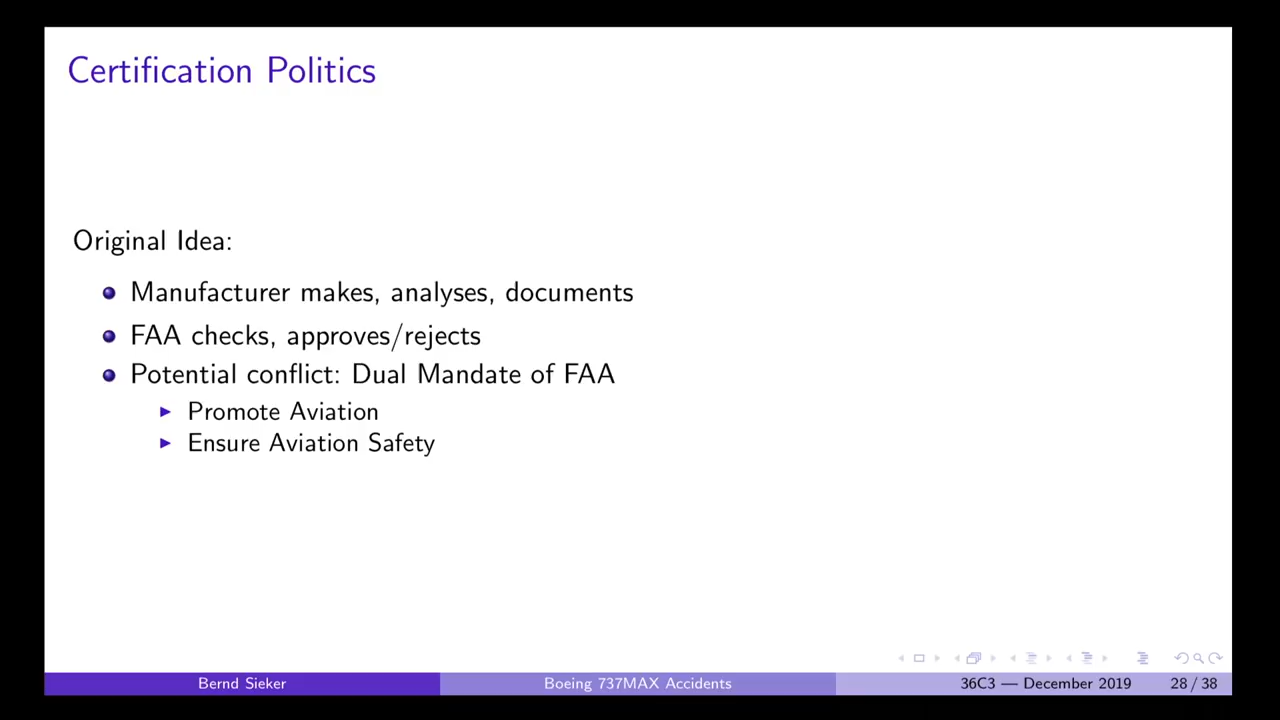 Certification Politics
Original Idea:
Manufacturer makes, analyses, documents
FAA checks, approves/rejects
Potential conflict: Dual Mandate of FAA
Promote Aviation
Ensure Aviation Safety
Bernd Sieker
Boeing 737MAX Accidents
36C3 — December 2019
28 / 38